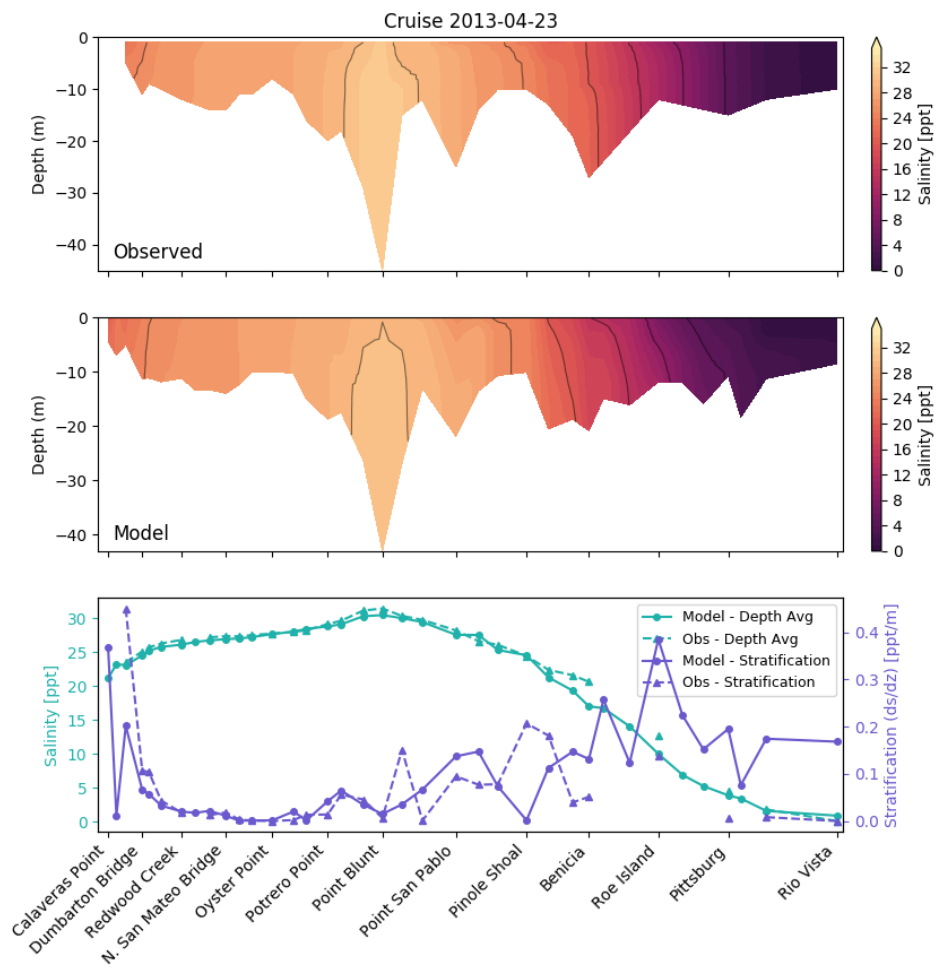 Cruise 2013-04-23
0
−10
−20
−30
−40
Depth (m)
Observed
32
28
24
20
16
12
8
4
0
Salinity [ppt]
0
−10
−20
−30
−40
Depth (m)
Model
32
28
24
20
16
12
8
4
0
Salinity [ppt]
30
25
20
15
10
5
0
Salinity [ppt]
Model - Depth Avg
Obs - Depth Avg
Model - Stratification
Obs - Stratification
0.4
0.3
0.2
0.1
0.0
Stratification (ds/dz) [ppt/m]
Calaveras Point
Dumbarton Bridge
Redwood Creek
N. San Mateo Bridge
Oyster Point
Potrero Point
Point Blunt
Point San Pablo
Pinole Shoal
Benicia
Roe Island
Pittsburg
Rio Vista